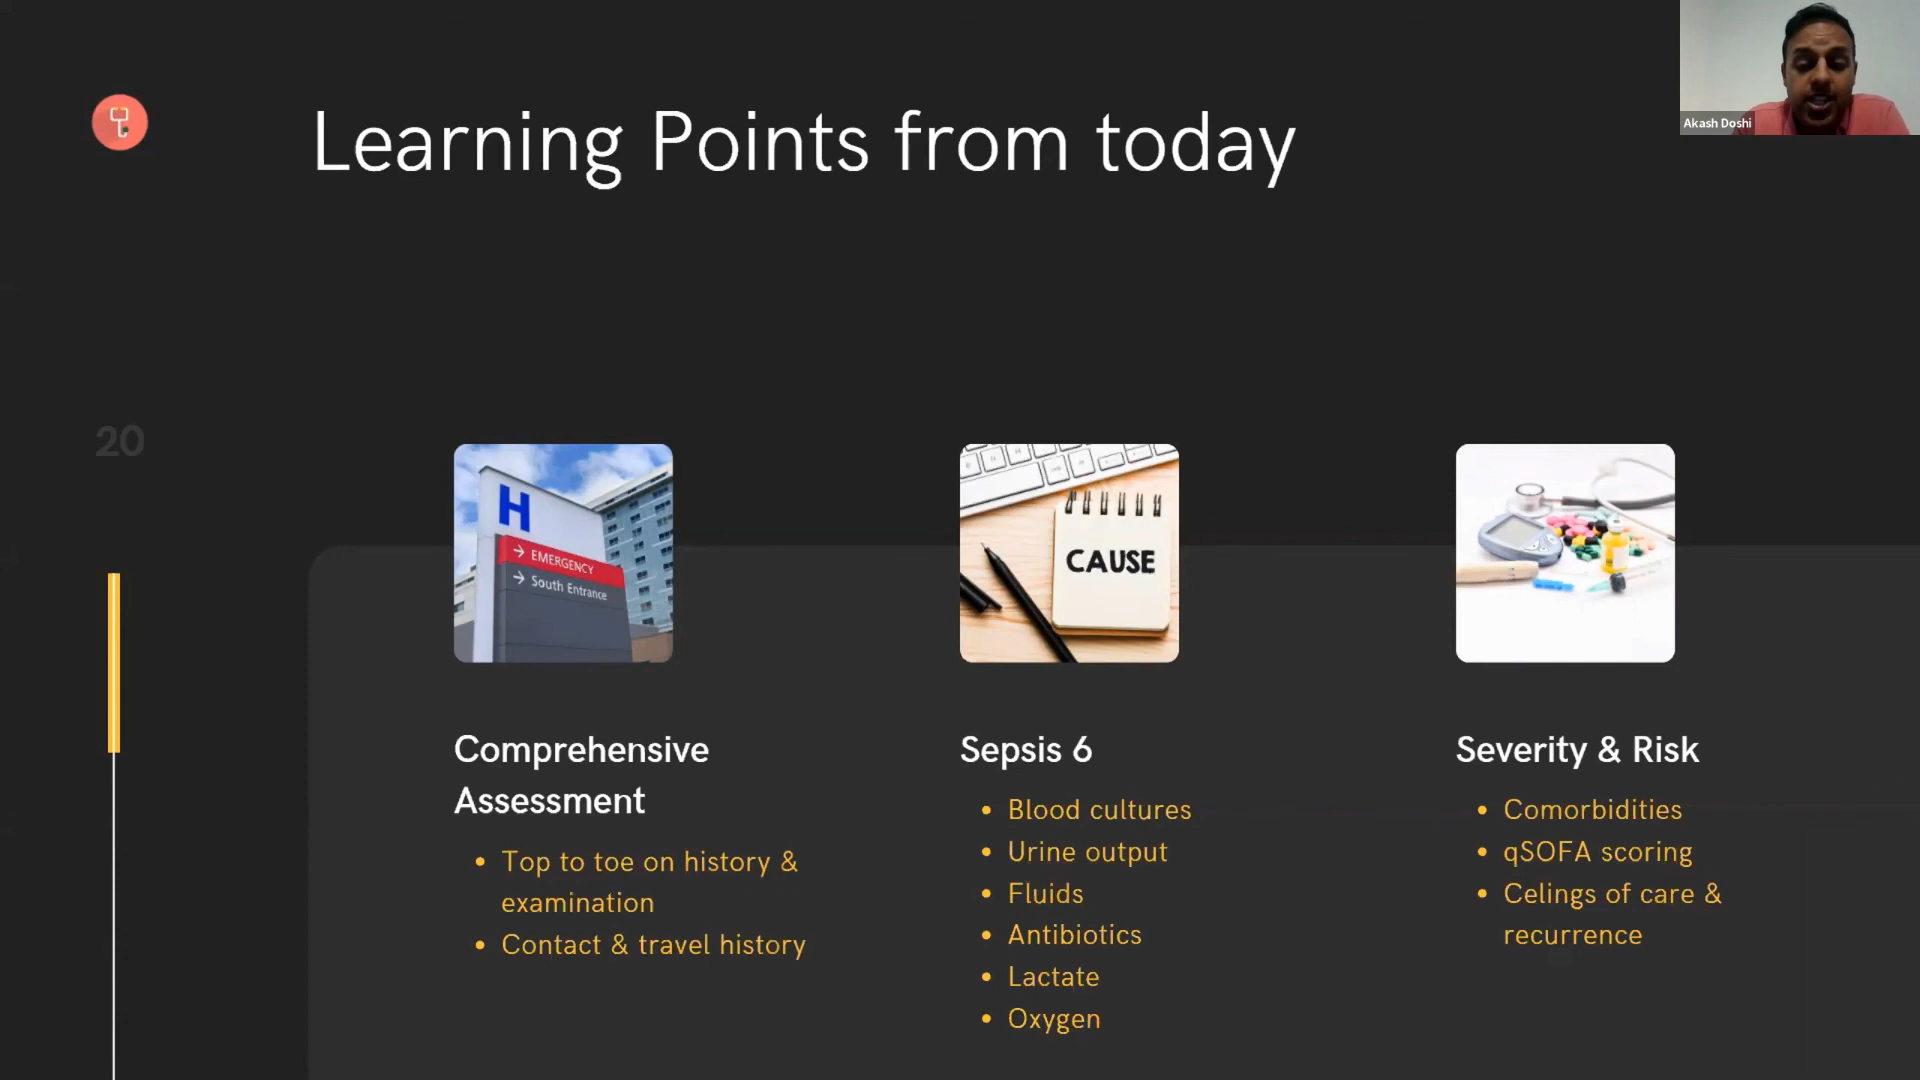 Learning Points from today
Akash Doshi
20
H
→ EMERGENCY
→ South Entrance
CAUSE
Comprehensive
Assessment
• Top to toe on history &
examination
• Contact & travel history
Sepsis 6
• Blood cultures
• Urine output
• Fluids
• Antibiotics
• Lactate
• Oxygen
Severity & Risk
• Comorbidities
• qSOFA scoring
• Celings of care &
recurrence